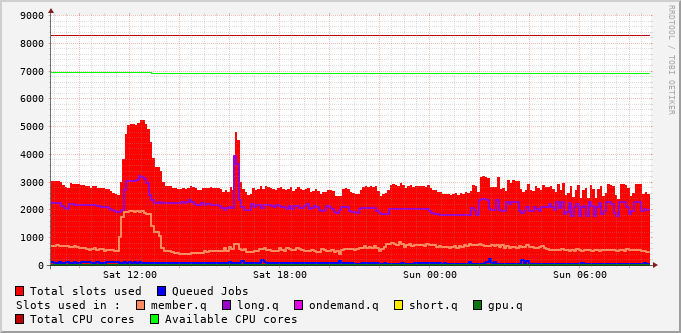 RRDTOOL / TOBI OETIKER
9000
8000
7000
6000
5000
4000
3000
2000
1000
0
Sat 12:00 Sat 18:00 Sun 00:00 Sun 06:00
Total slots used Queued Jobs
Slots used in : member.q long.q ondemand.q short.q gpu.q
Total CPU cores Available CPU cores